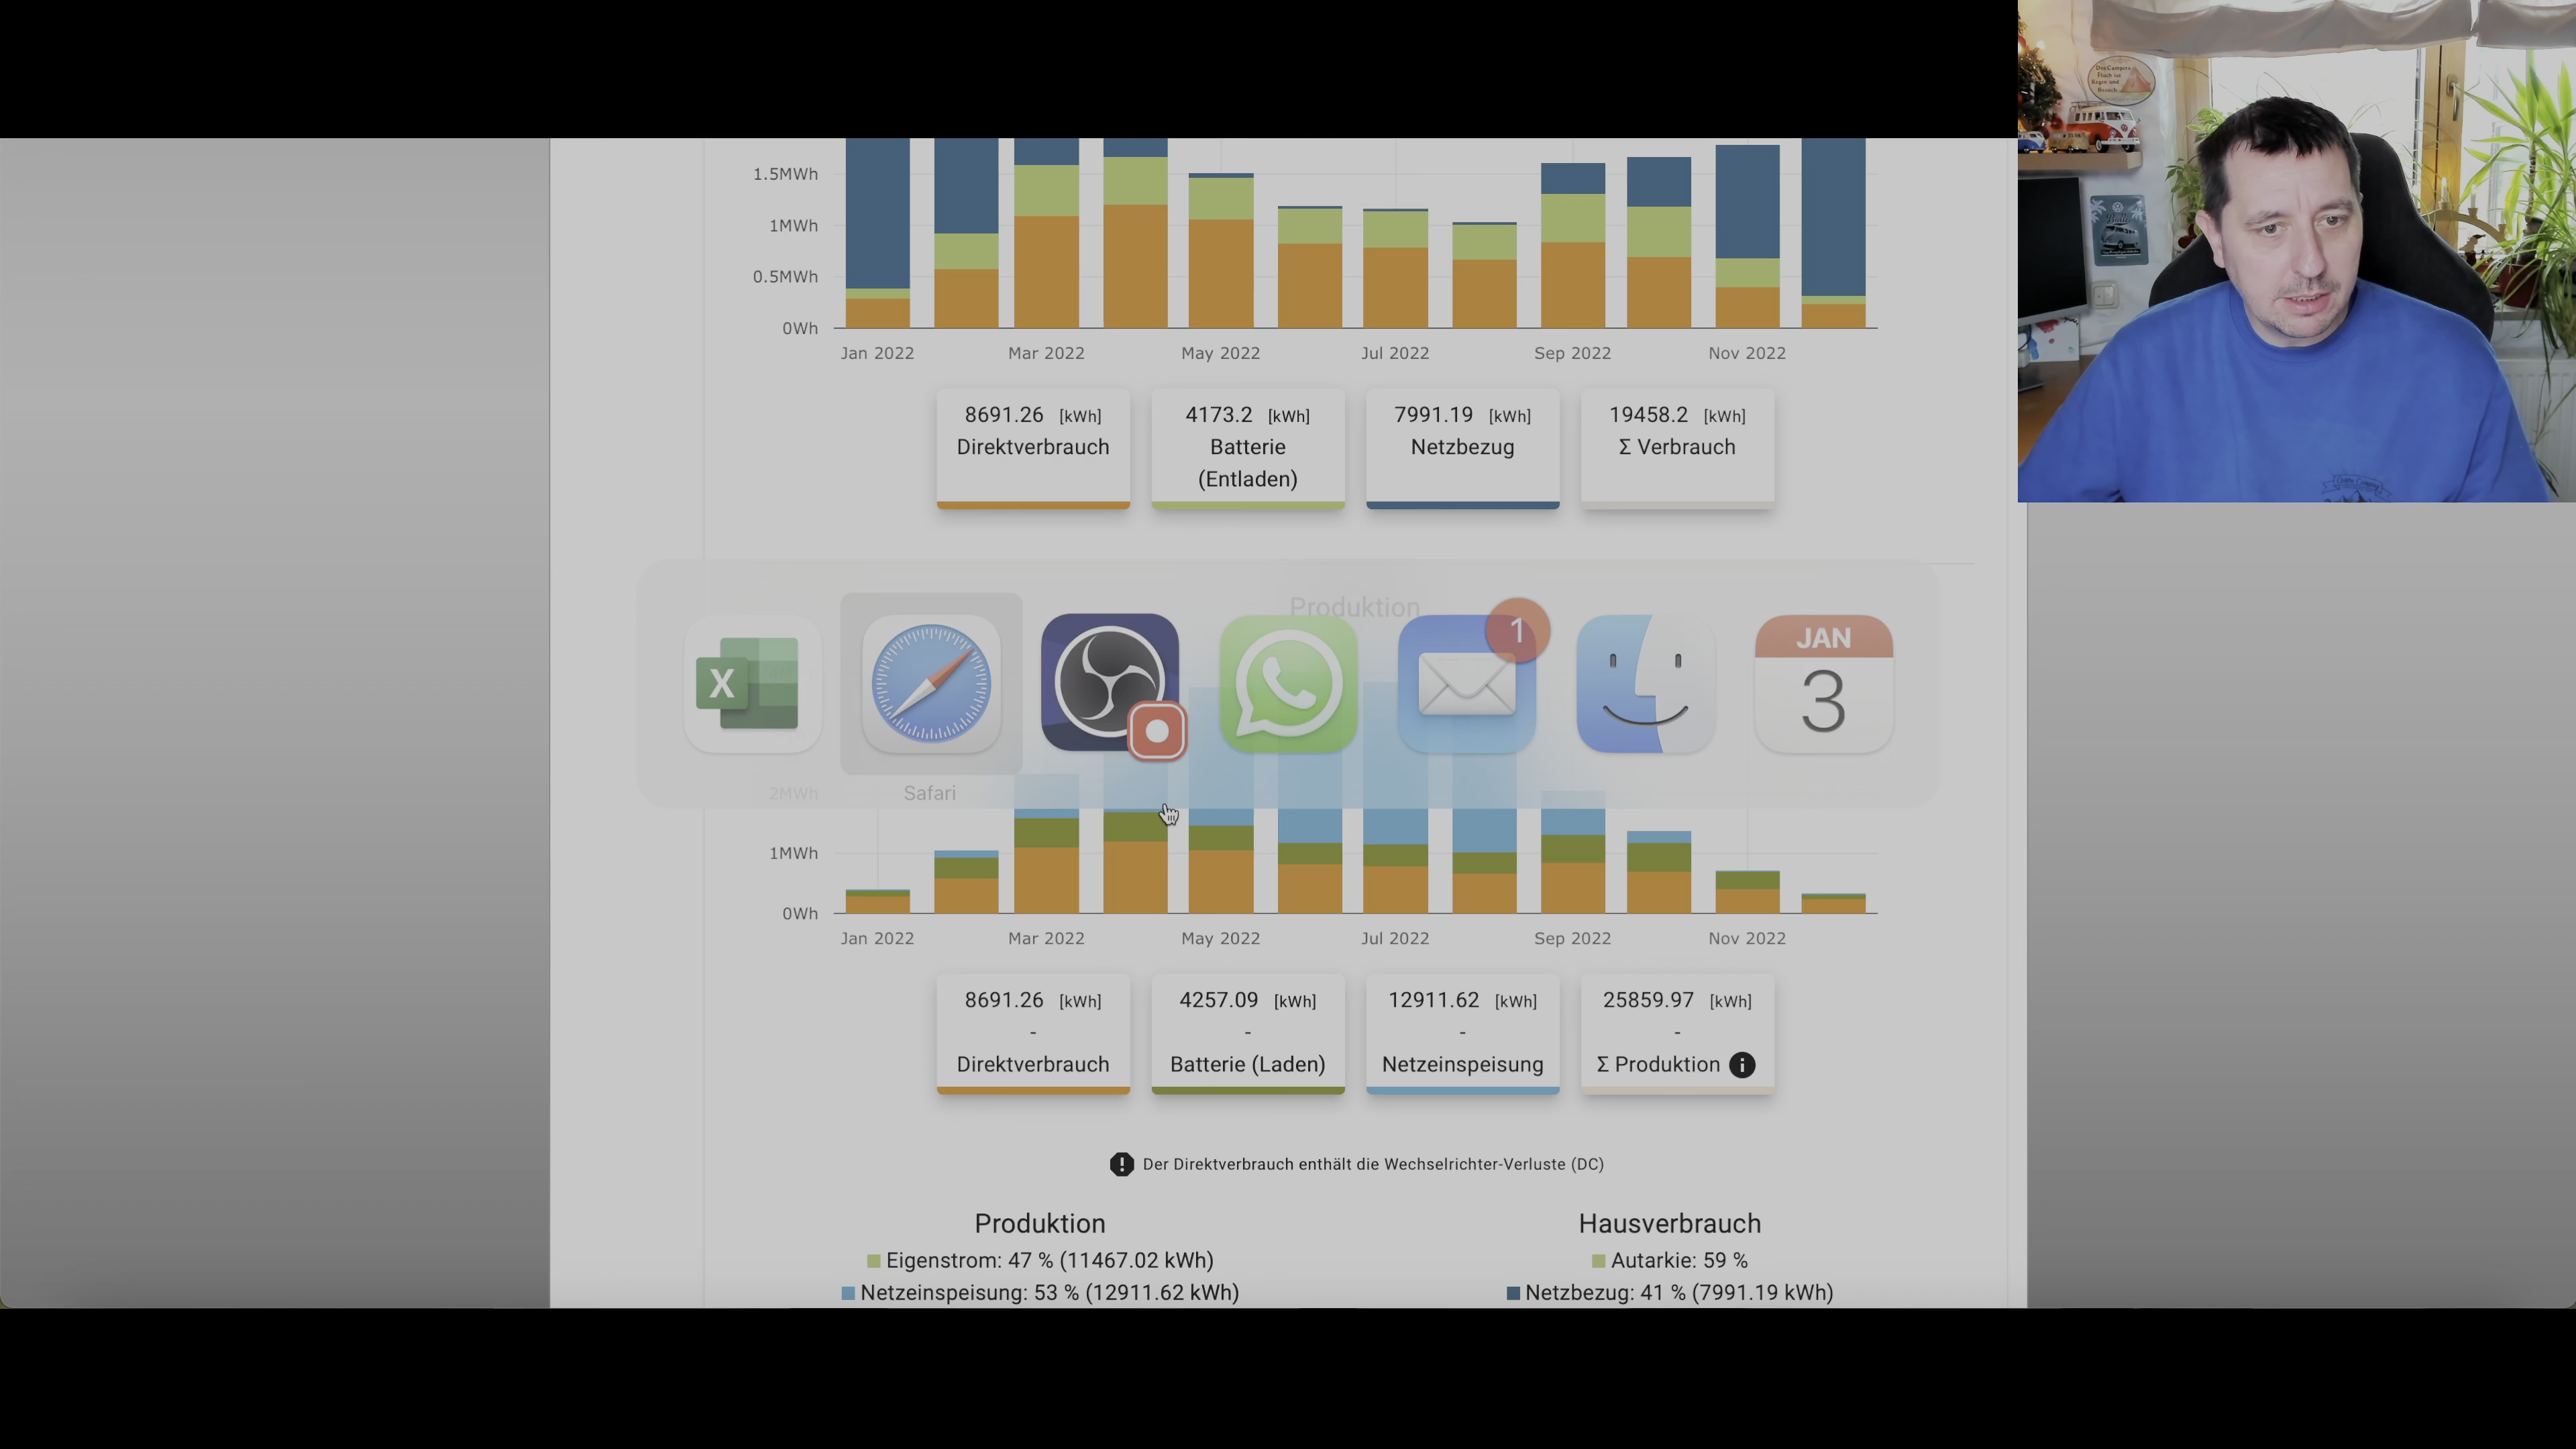 1.5MWh
1MWh
0.5MWh
0Wh
Jan 2022 Mar 2022 May 2022 Jul 2022 Sep 2022 Nov 2022
8691.26 [kWh]
Direktverbrauch
4173.2 [kWh]
Batterie
(Entladen)
7991.19 [kWh]
Netzbezug
19458.2 [kWh]
Σ Verbrauch
Produktion
X
1
JAN
3
Safari
2MWh
1MWh
0Wh
Jan 2022 Mar 2022 May 2022 Jul 2022 Sep 2022 Nov 2022
8691.26 [kWh]
-
Direktverbrauch
4257.09 [kWh]
-
Batterie (Laden)
12911.62 [kWh]
-
Netzeinspeisung
25859.97 [kWh]
-
Σ Produktion i
! Der Direktverbrauch enthält die Wechselrichter-Verluste (DC)
Produktion
Eigenstrom: 47 % (11467.02 kWh)
Netzeinspeisung: 53 % (12911.62 kWh)
Hausverbrauch
Autarkie: 59 %
Netzbezug: 41 % (7991.19 kWh)